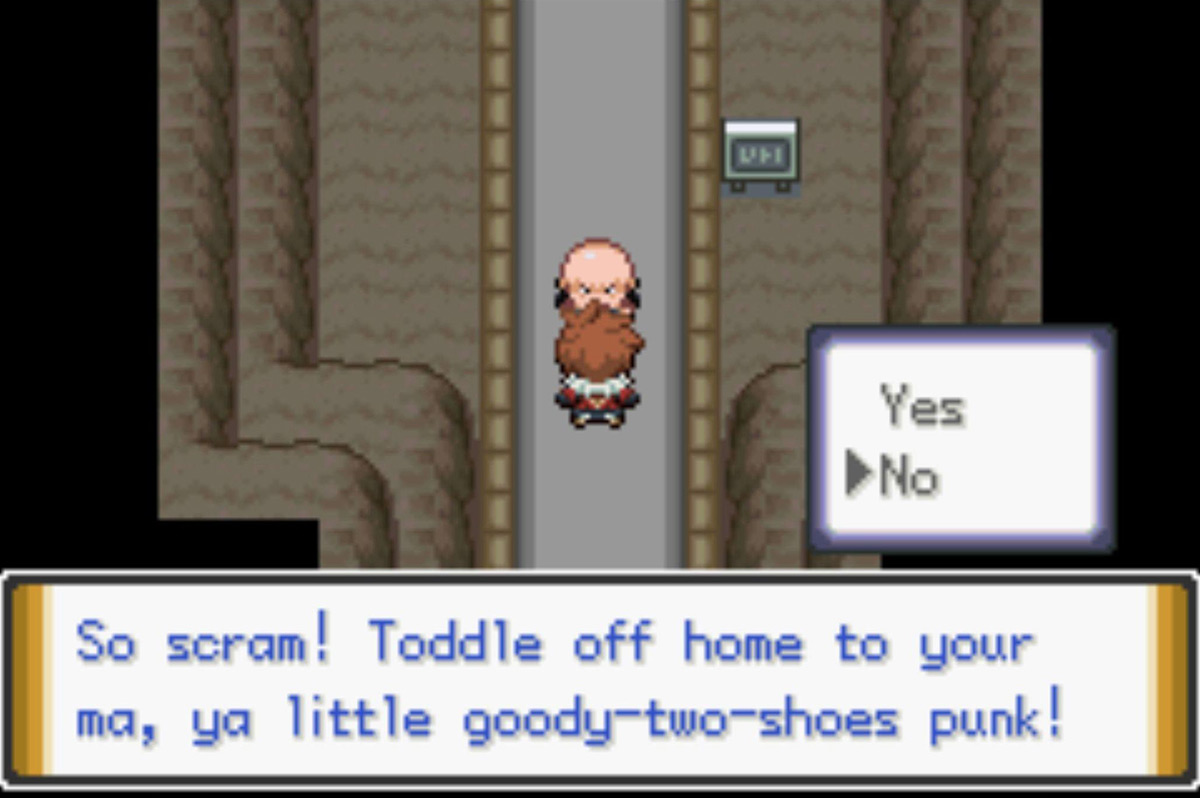 Yes
No
So scram! Toddle off home to your
ma, ya little goody-two-shoes punk!